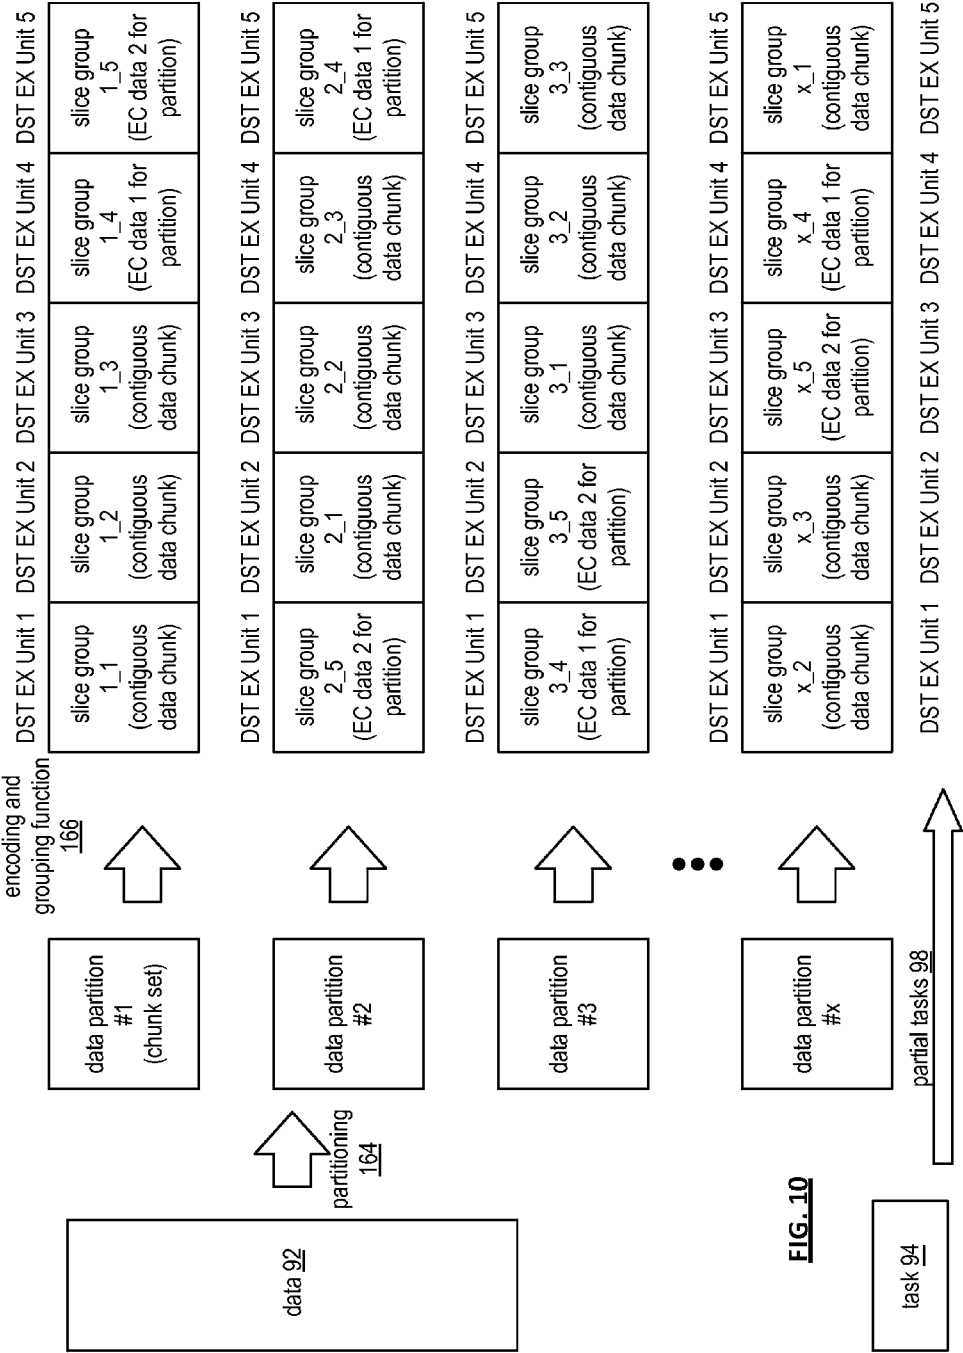 data 92
partitioning
164
data partition
#1
(chunk set)
encoding and
grouping function
166
DST EX Unit 1
DST EX Unit 2
DST EX Unit 3
DST EX Unit 4
DST EX Unit 5
slice group
1_1
(contiguous
data chunk)
slice group
1_2
(contiguous
data chunk)
slice group
1_3
(contiguous
data chunk)
slice group
1_4
(EC data 1 for
partition)
slice group
1_5
(EC data 2 for
partition)
data partition
#2
DST EX Unit 1
DST EX Unit 2
DST EX Unit 3
DST EX Unit 4
DST EX Unit 5
slice group
2_5
(EC data 2 for
partition)
slice group
2_1
(contiguous
data chunk)
slice group
2_2
(contiguous
data chunk)
slice group
2_3
(contiguous
data chunk)
slice group
2_4
(EC data 1 for
partition)
data partition
#3
DST EX Unit 1
DST EX Unit 2
DST EX Unit 3
DST EX Unit 4
DST EX Unit 5
slice group
3_4
(EC data 1 for
partition)
slice group
3_5
(EC data 2 for
partition)
slice group
3_1
(contiguous
data chunk)
slice group
3_2
(contiguous
data chunk)
slice group
3_3
(contiguous
data chunk)
data partition
#x
DST EX Unit 1
DST EX Unit 2
DST EX Unit 3
DST EX Unit 4
DST EX Unit 5
slice group
x_2
(contiguous
data chunk)
slice group
x_3
(contiguous
data chunk)
slice group
x_5
(EC data 2 for
partition)
slice group
x_4
(EC data 1 for
partition)
slice group
x_1
(contiguous
data chunk)
FIG. 10
task 94
partial tasks 98
DST EX Unit 1
DST EX Unit 2
DST EX Unit 3
DST EX Unit 4
DST EX Unit 5